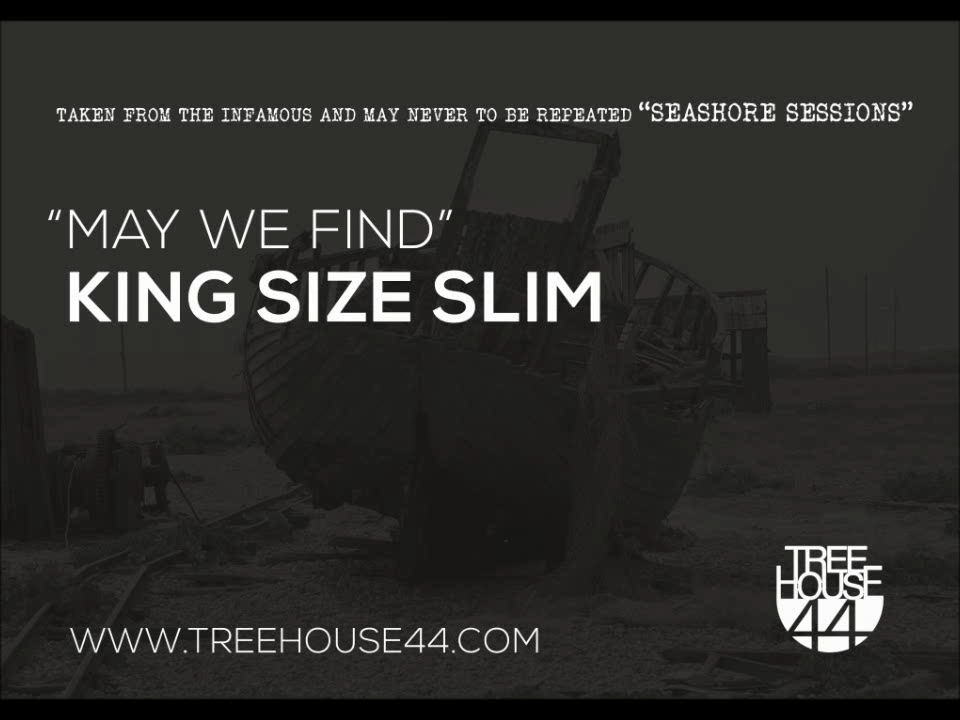 TAKEN FROM THE INFAMOUS AND MAY NEVER TO BE REPEATED “SEASHORE SESSIONS”
“MAY WE FIND”
KING SIZE SLIM
WWW.TREEHOUSE44.COM
TREE
HOUSE
44